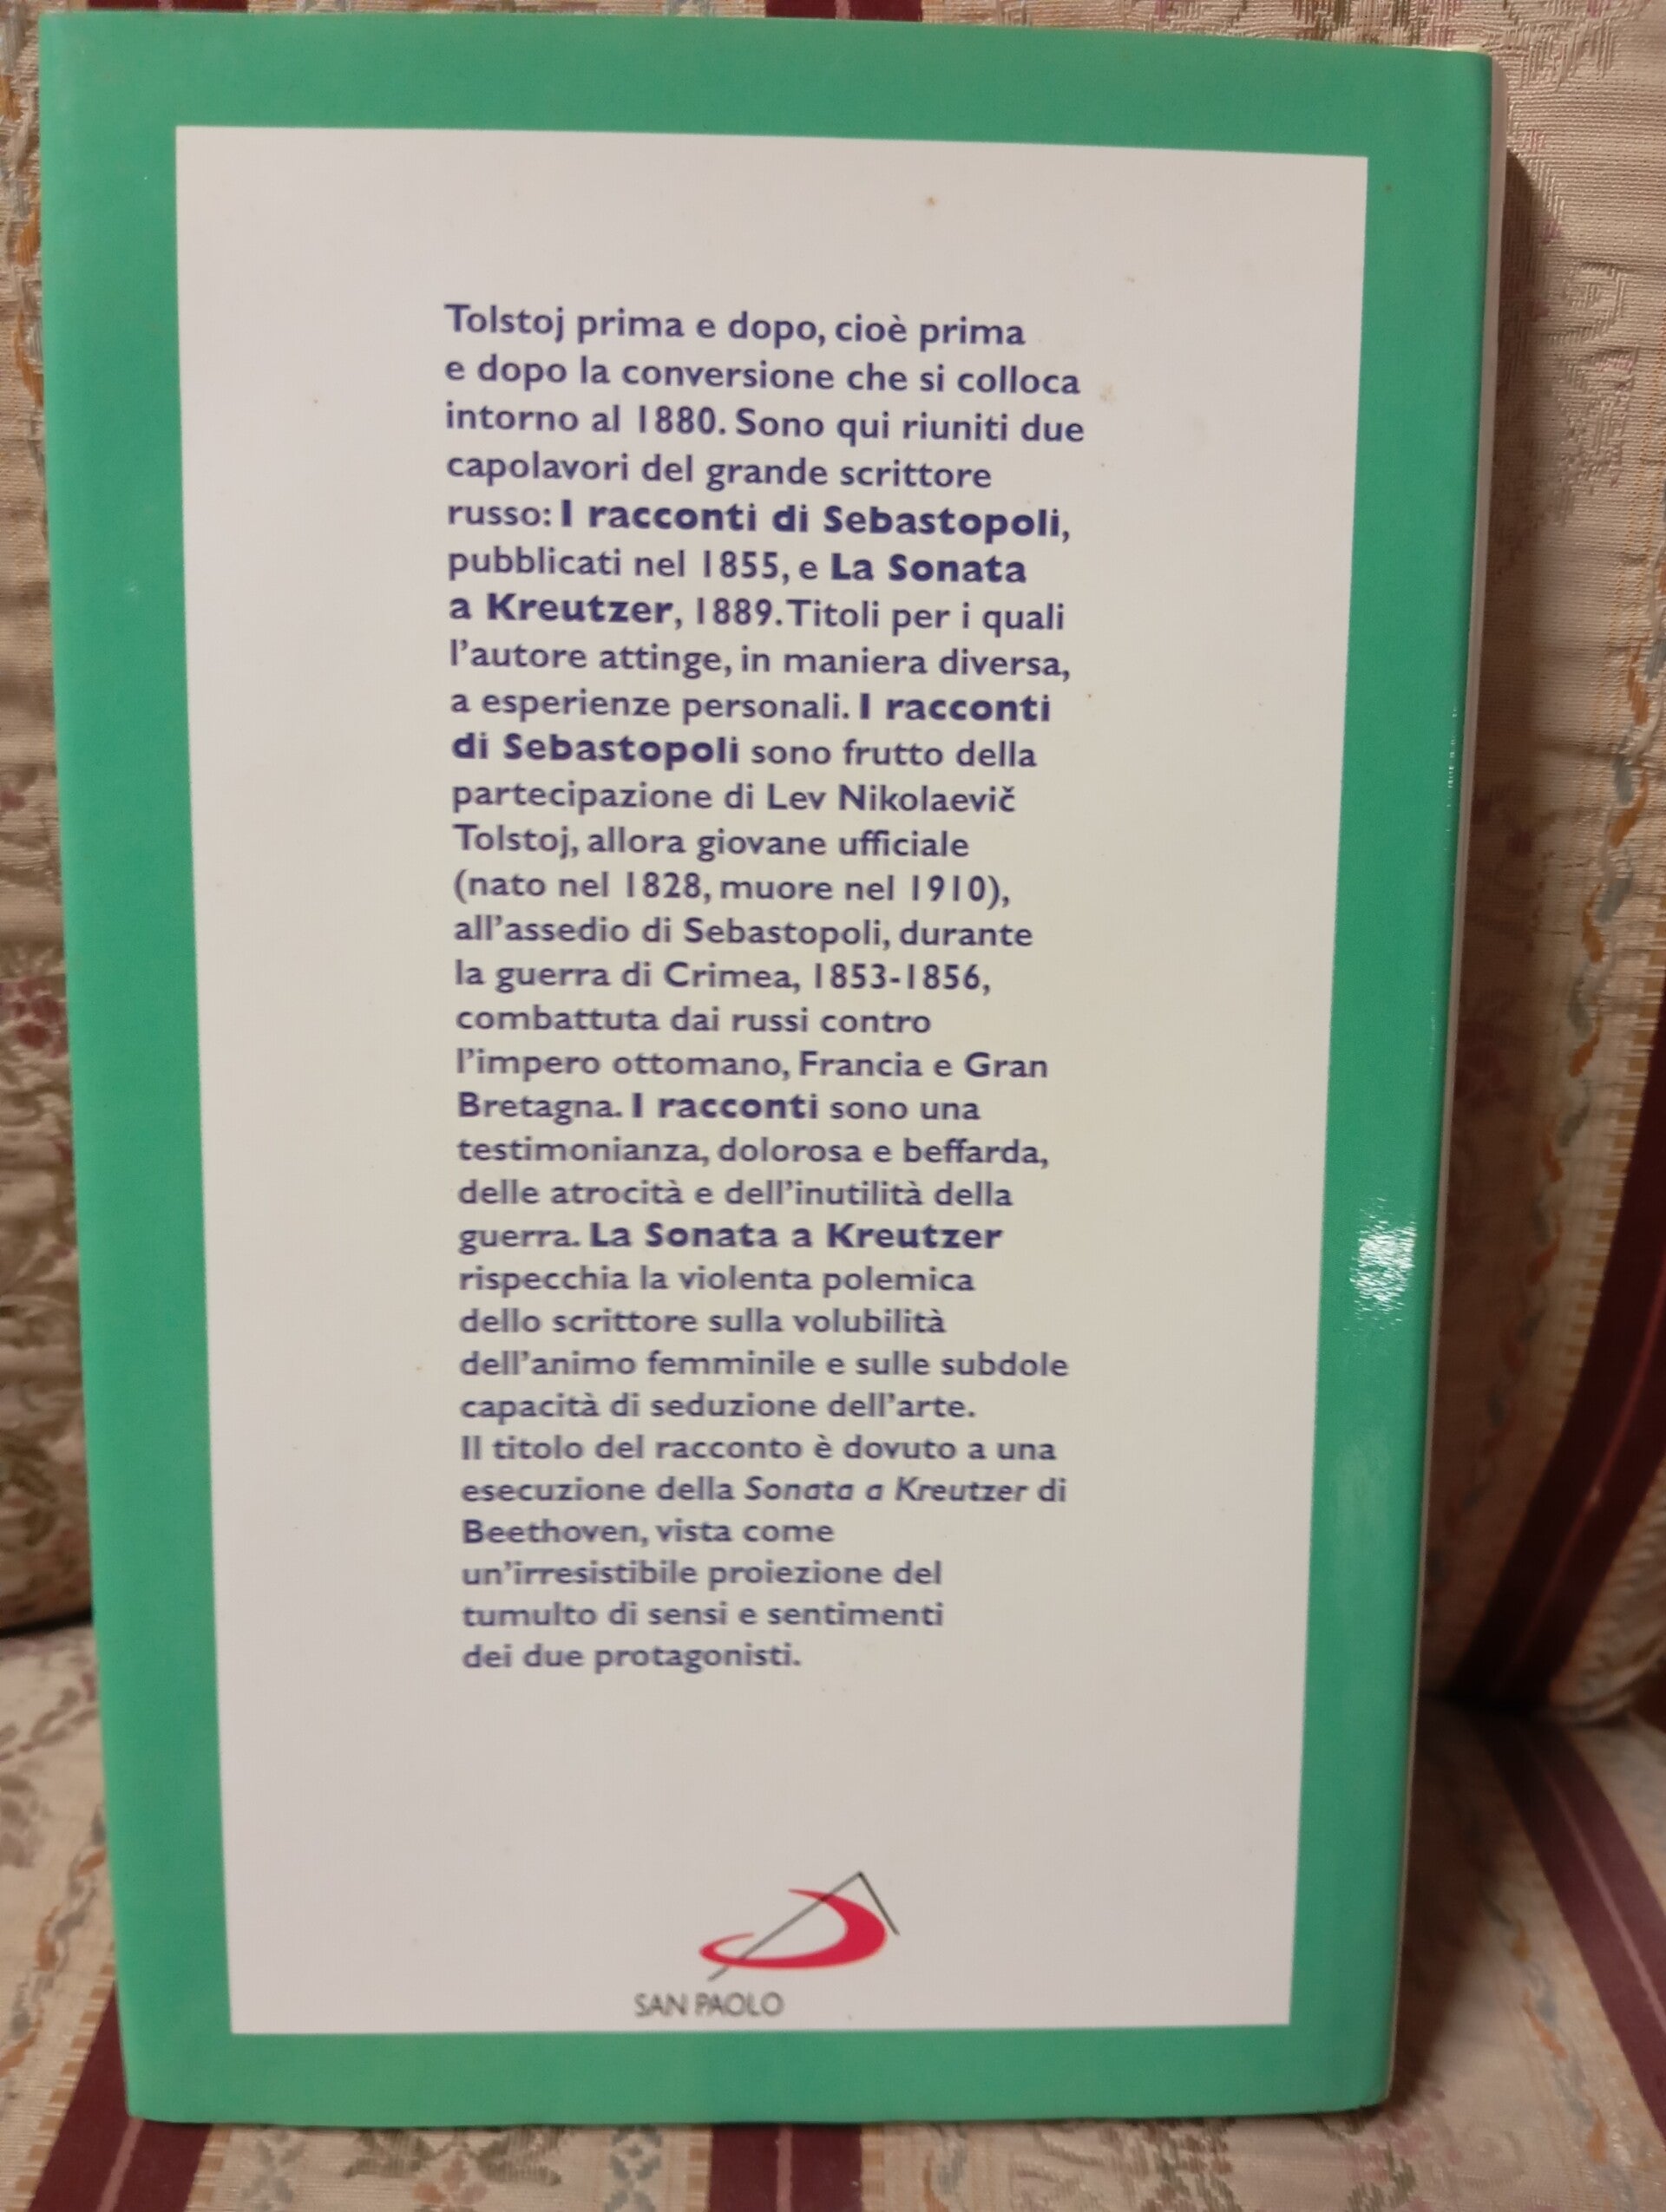 Tolstoj prima e dopo, cioè prima
e dopo la conversione che si colloca
intorno al 1880. Sono qui riuniti due
capolavori del grande scrittore
russo: I racconti di Sebastopoli,
pubblicati nel 1855, e La Sonata
a Kreutzer, 1889. Titoli per i quali
l'autore attinge, in maniera diversa,
a esperienze personali. I racconti
di Sebastopoli sono frutto della
partecipazione di Lev Nikolaevič
Tolstoj, allora giovane ufficiale
(nato nel 1828, muore nel 1910),
all'assedio di Sebastopoli, durante
la guerra di Crimea, 1853-1856,
combattuta dai russi contro
l'impero ottomano, Francia e Gran
Bretagna. I racconti sono una
testimonianza, dolorosa e beffarda,
delle atrocità e dell'inutilità della
guerra. La Sonata a Kreutzer
rispecchia la violenta polemica
dello scrittore sulla volubilità
dell'animo femminile e sulle subdole
capacità di seduzione dell'arte.
Il titolo del racconto è dovuto a una
esecuzione della Sonata a Kreutzer di
Beethoven, vista come
un'irresistibile proiezione del
tumulto di sensi e sentimenti
dei due protagonisti.
SAN PAOLO